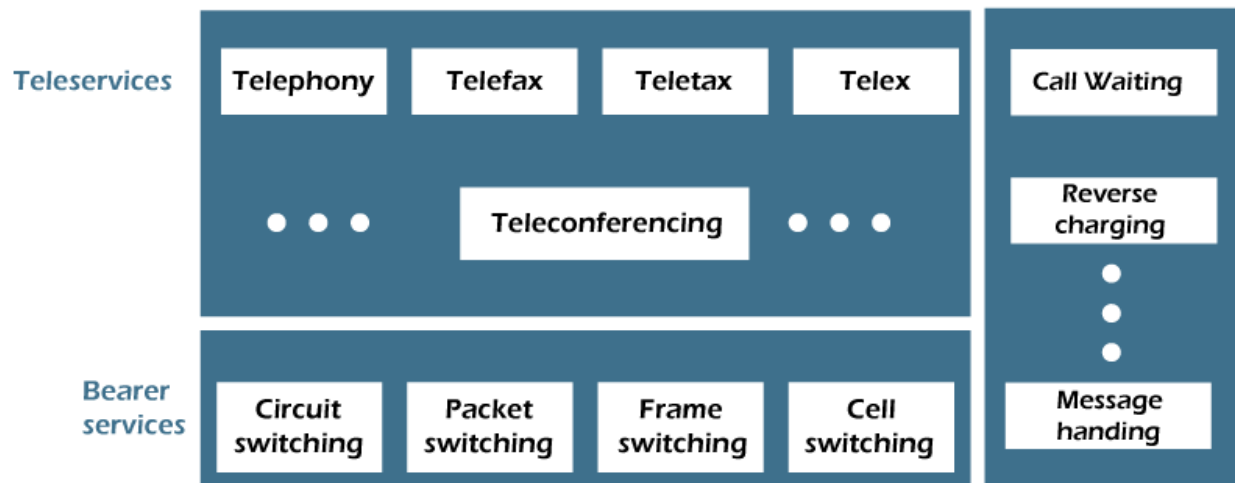 Teleservices
Telephony
Telefax
Teletax
Telex
Call Waiting
Teleconferencing
Reverse
charging
Bearer
services
Circuit
switching
Packet
switching
Frame
switching
Cell
switching
Message
handing